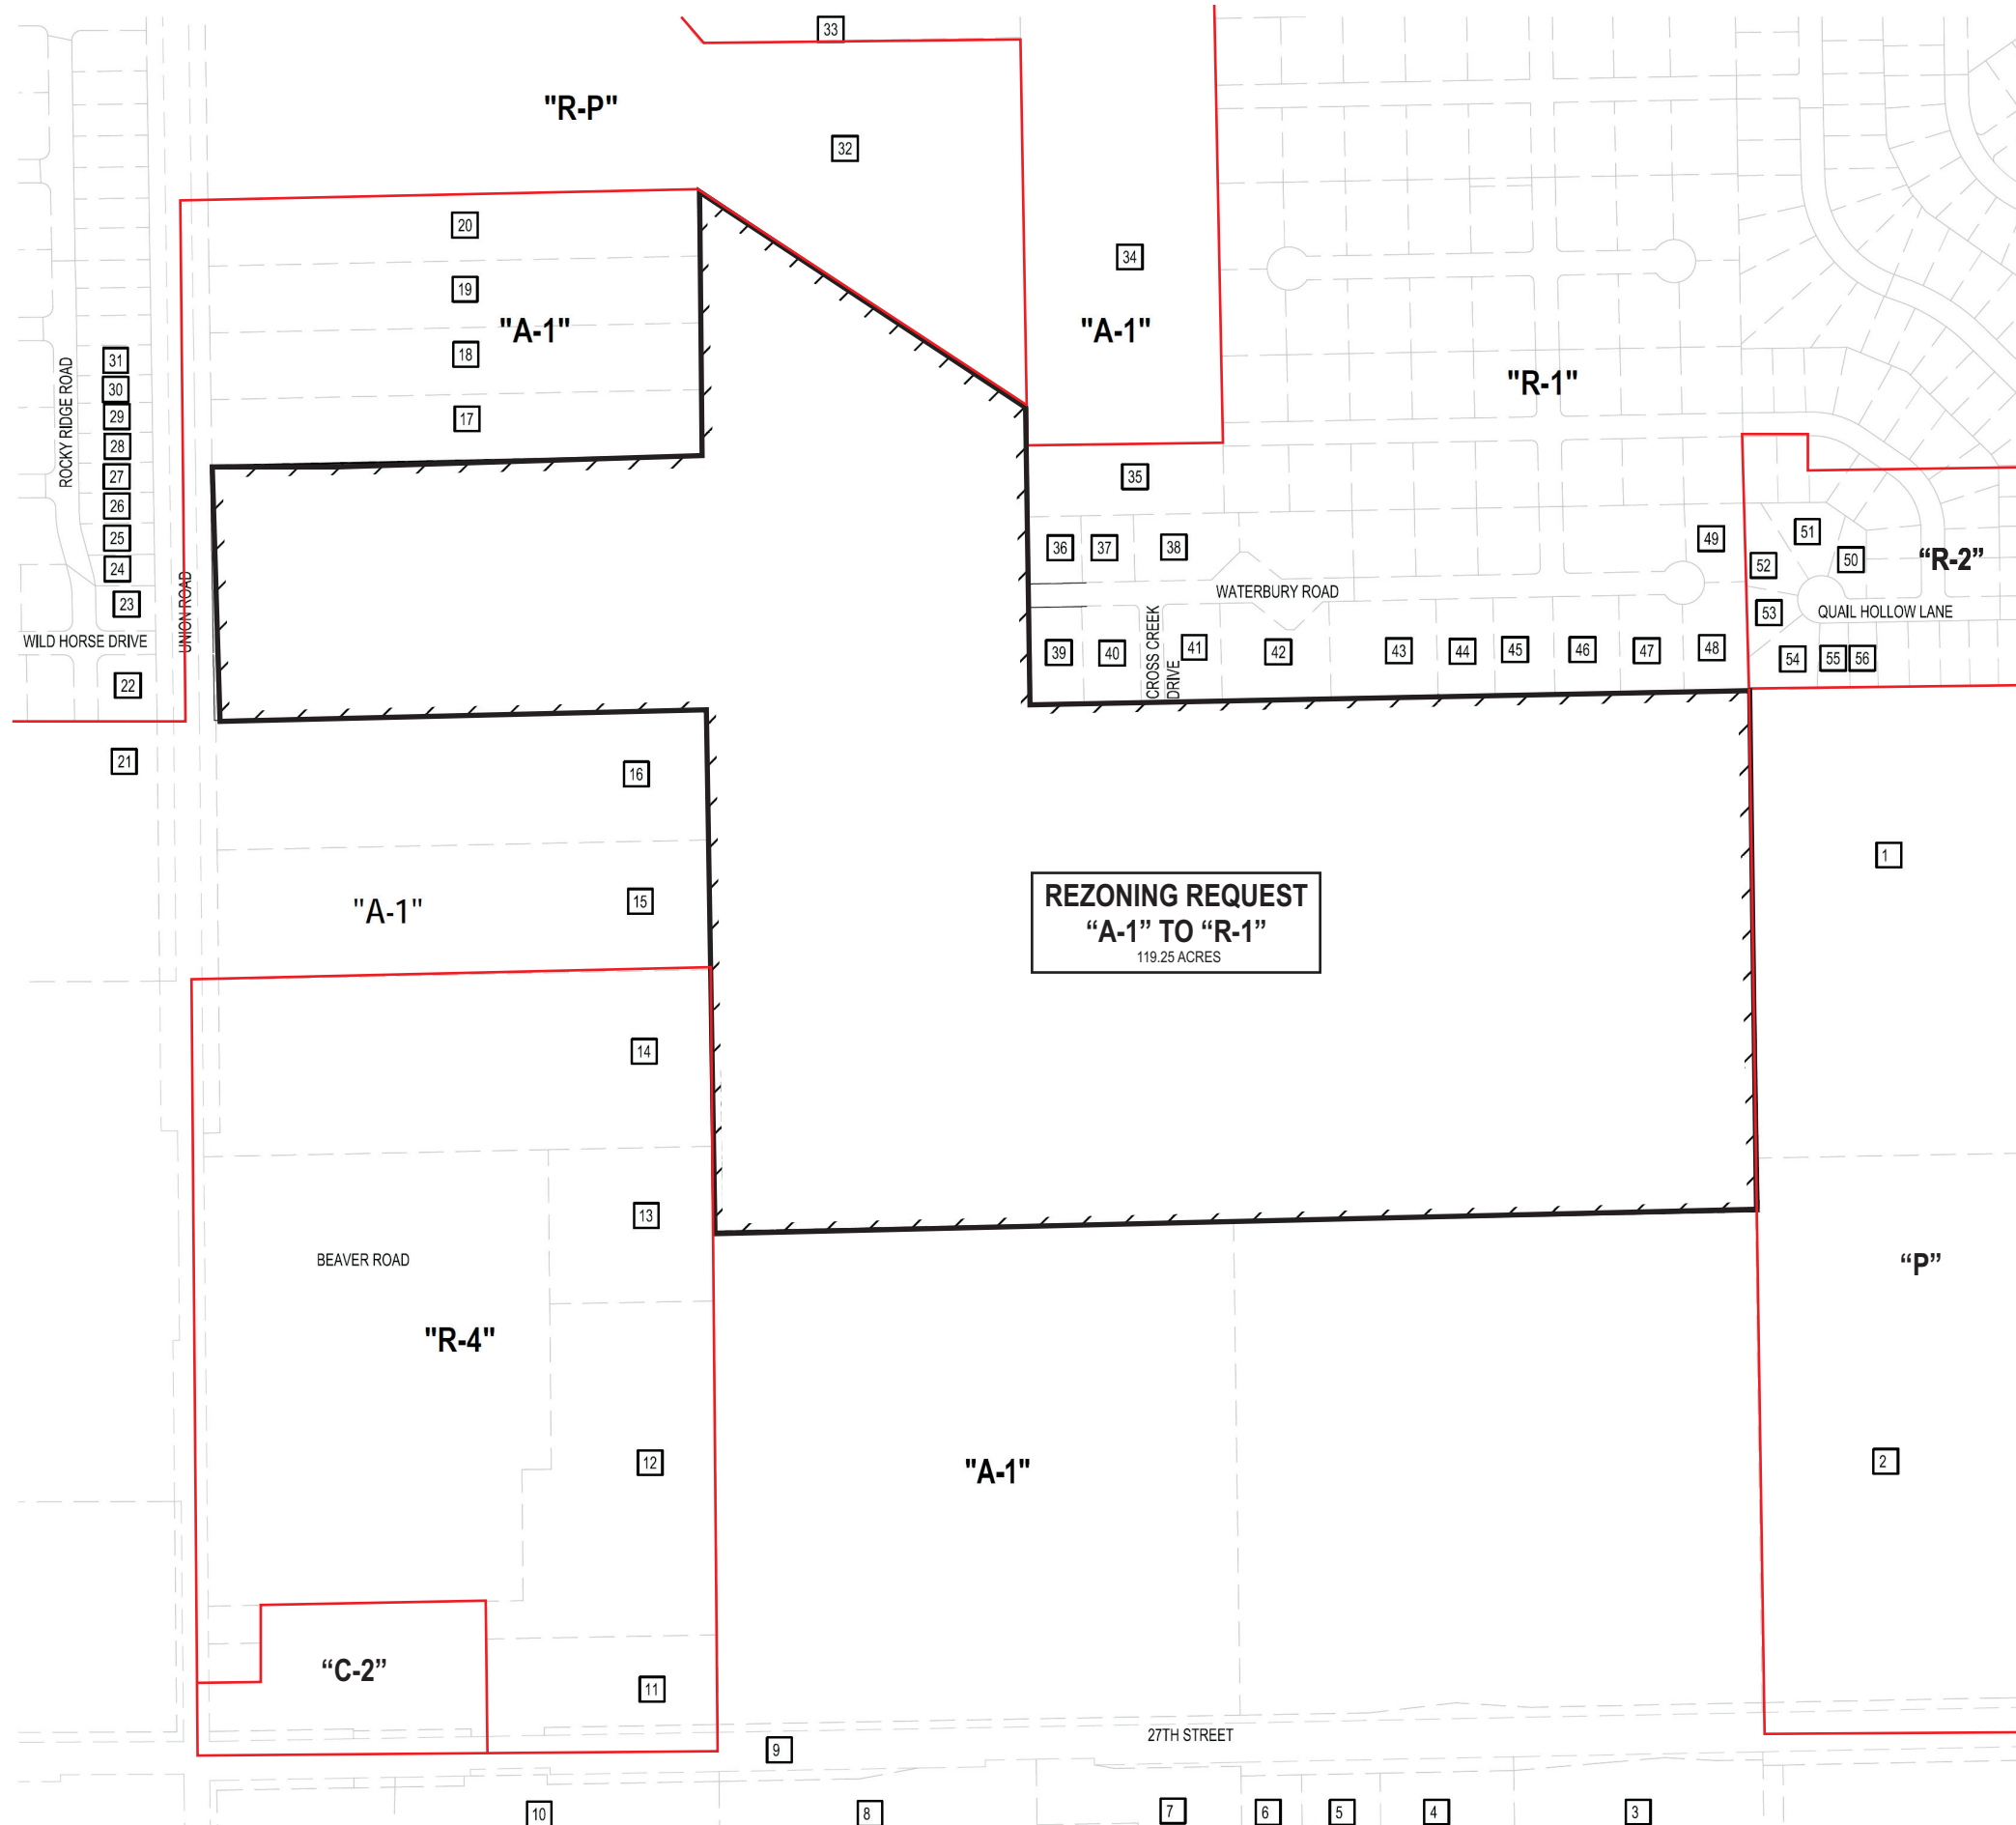 33
"R-P"
32
20
34
19
"A-1"
"A-1"
18
31
30
"R-1"
29
17
28
ROCKY RIDGE ROAD
27
35
26
25
36
37
38
49
51
50
"R-2"
24
52
23
UNION ROAD
WATERBURY ROAD
53
QUAIL HOLLOW LANE
WILD HORSE DRIVE
39
40
CROSS CREEK
DRIVE
41
42
43
44
45
46
47
48
54
55
56
22
21
16
1
REZONING REQUEST
“A-1” TO “R-1”
119.25 ACRES
15
"A-1"
14
13
BEAVER ROAD
“P”
"R-4"
12
"A-1"
2
“C-2”
11
27TH STREET
9
10
8
7
6
5
4
3